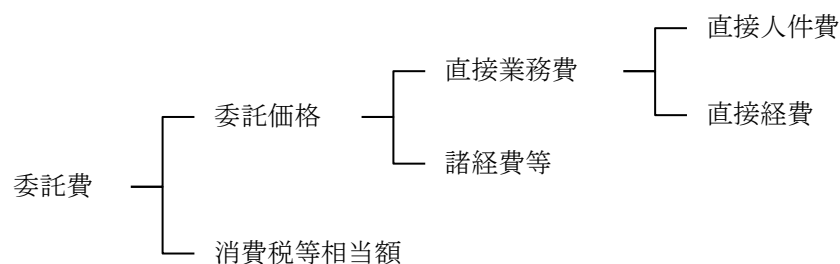 直接人件費
直接業務費
委託価格
直接経費
諸経費等
委託費
消費税等相当額